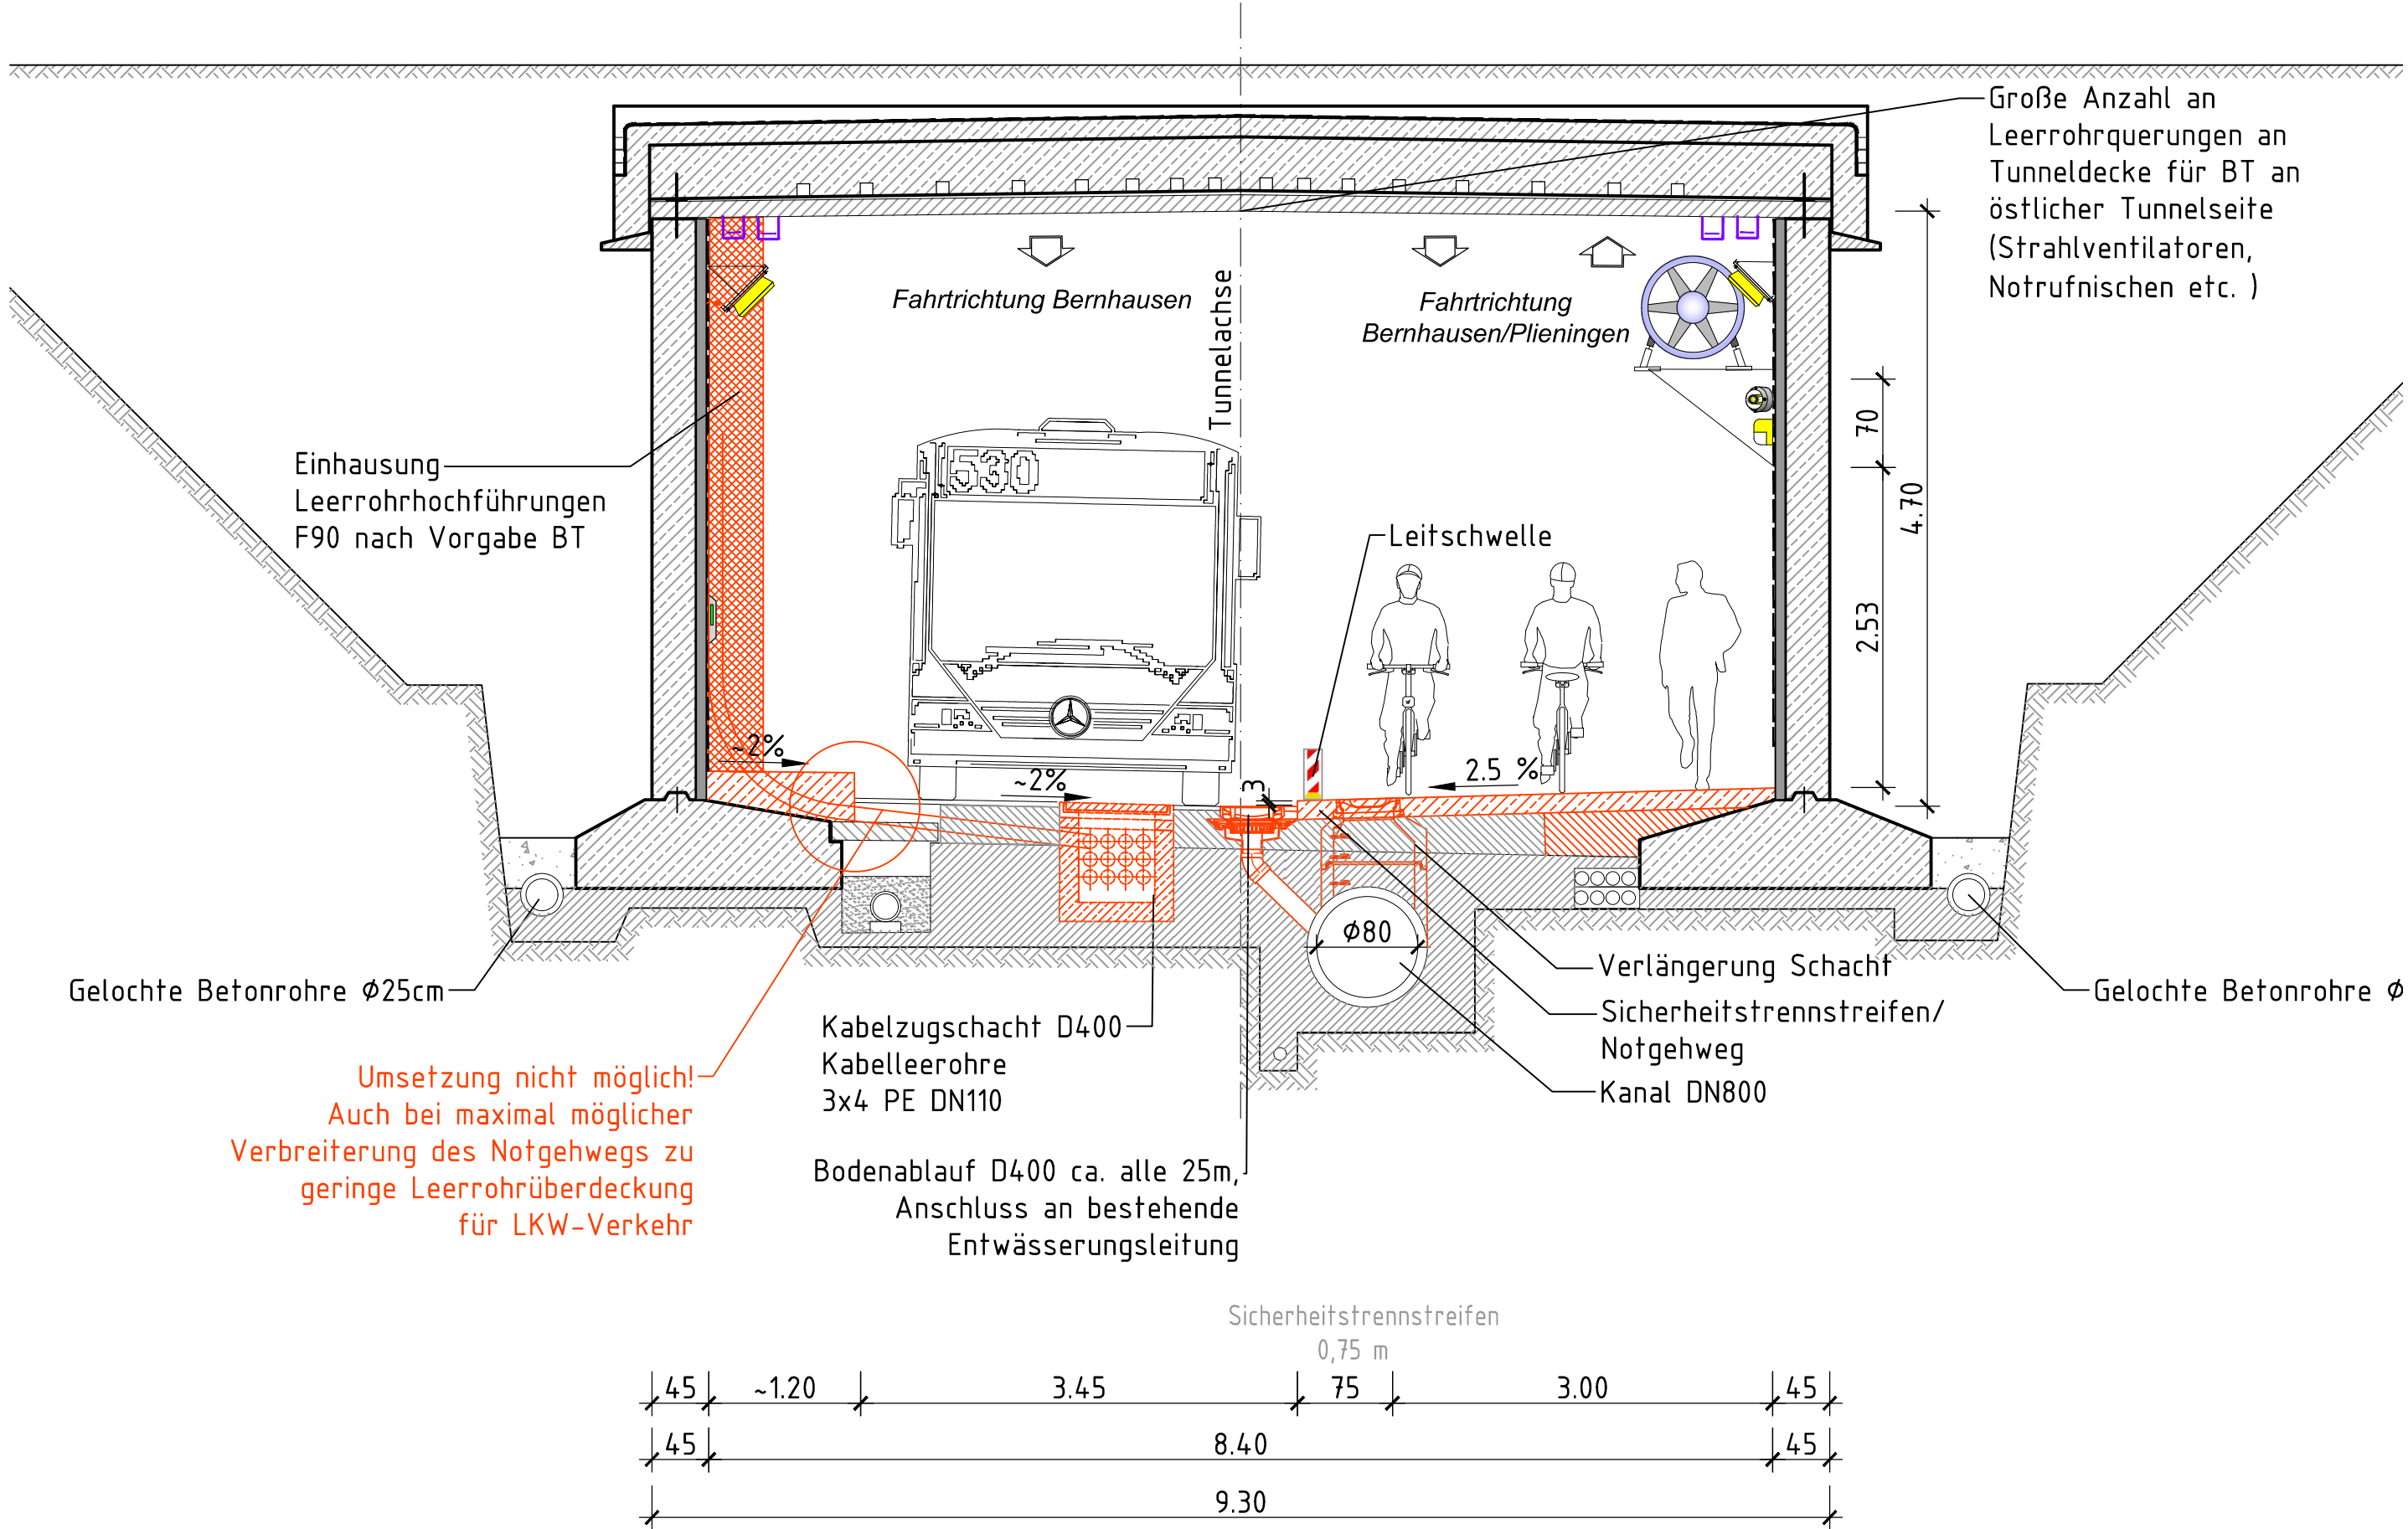 Große Anzahl an
Leerrohrquerungen an
Tunneldecke für BT an
östlicher Tunnelseite
(Strahlventilatoren,
Notrufnischen etc. )
Fahrtrichtung Bernhausen
Tunnelachse
Fahrtrichtung
Bernhausen/Plieningen
70
4.70
2.53
Einhausung
Leerrohrhochführungen
F90 nach Vorgabe BT
530
Leitschwelle
~2%
~2%
3
2.5 %
Ø80
Gelochte Betonrohre Ø25cm
Verlängerung Schacht
Sicherheitstrennstreifen/
Notgehweg
Kanal DN800
Gelochte Betonrohre Ø
Kabelzugschacht D400
Kabelleerohre
3x4 PE DN110
Umsetzung nicht möglich!
Auch bei maximal möglicher
Verbreiterung des Notgehwegs zu
geringe Leerrohrüberdeckung
für LKW-Verkehr
Bodenablauf D400 ca. alle 25m,
Anschluss an bestehende
Entwässerungsleitung
Sicherheitstrennstreifen
0,75 m
45 ~1.20 3.45 75 3.00 45
45 8.40 45
9.30